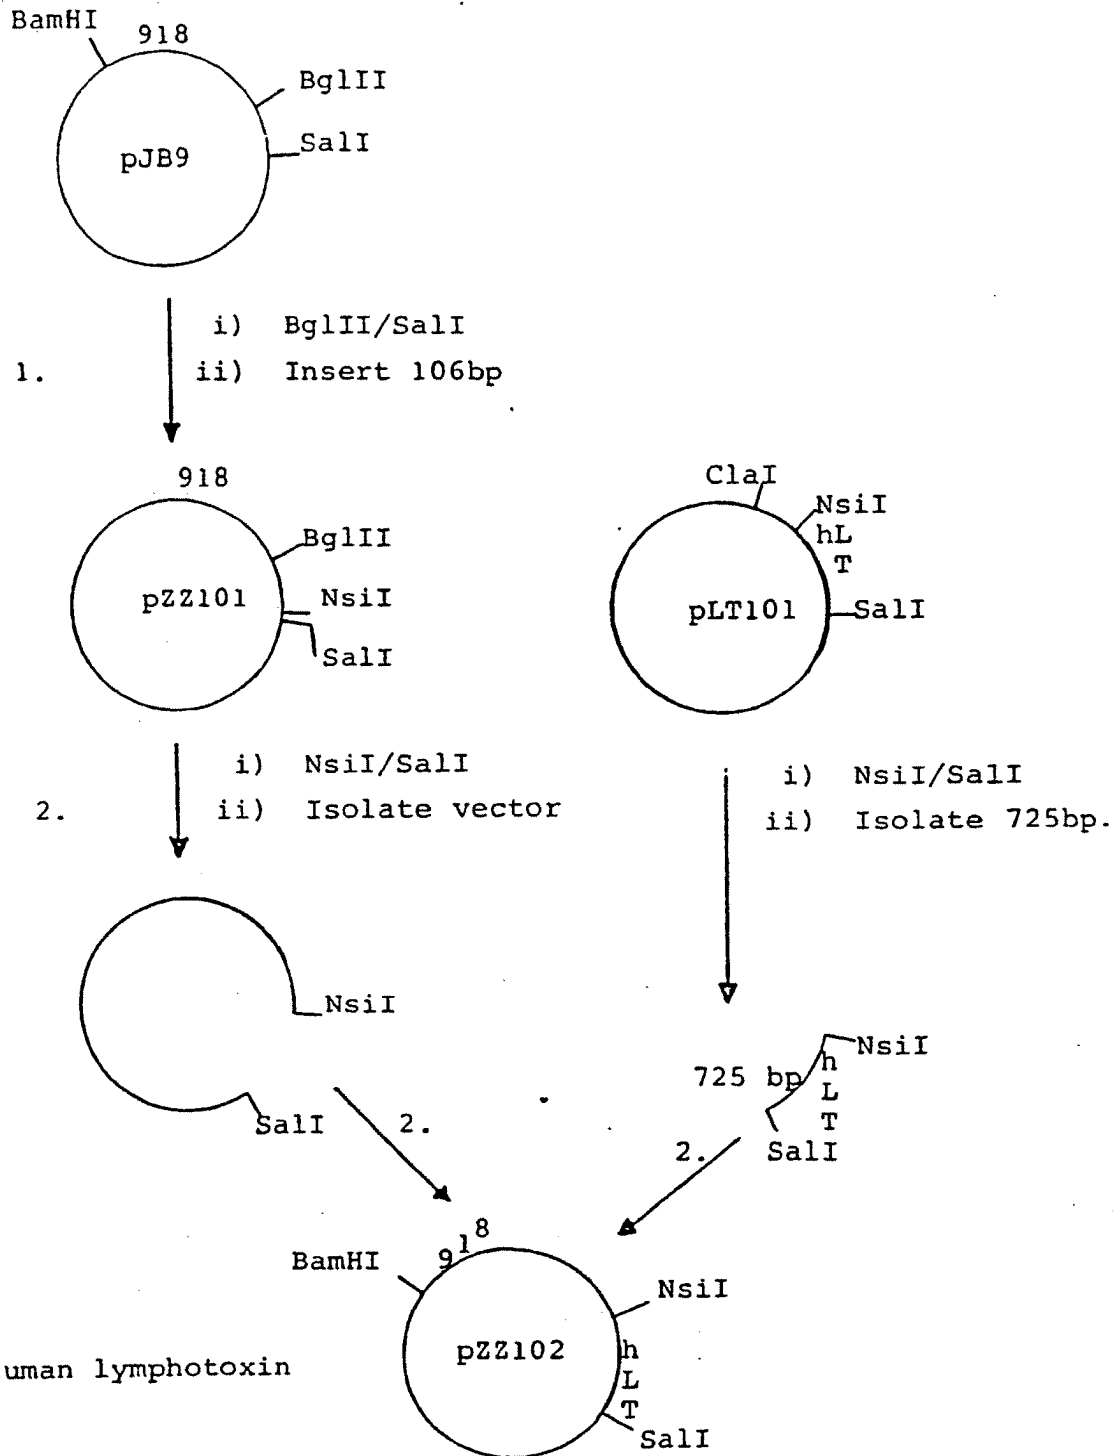 BamHI
918
BglII
SalI
pJB9
1.
i) BglII/SalI
ii) Insert 106bp
918
BglII
pZZ101
NsiI
SalI
ClaI
NsiI
hL
T
pLT101
SalI
2.
i) NsiI/SalI
ii) Isolate vector
i) NsiI/SalI
ii) Isolate 725bp.
NsiI
SalI
2.
NsiI
725 bp
h
L
T
SalI
2.
BamHI
918
NsiI
pZZ102
h
L
T
SalI
uman lymphotoxin